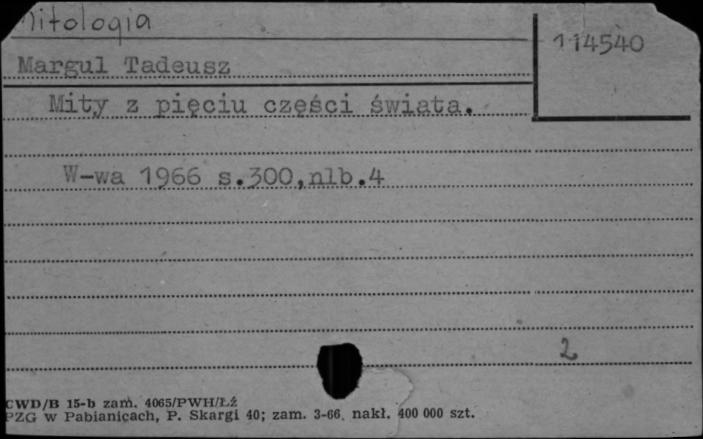 Mitologia
114540
Margul Tadeusz
Mity z pięciu części świata.
W-wa 1966 s.300,nlb.4
2
CWD/B 15-b zam. 4065/PWH/Łź
PZG w Pabianicach, P. Skargi 40; zam. 3-66. nakł. 400 000 szt.